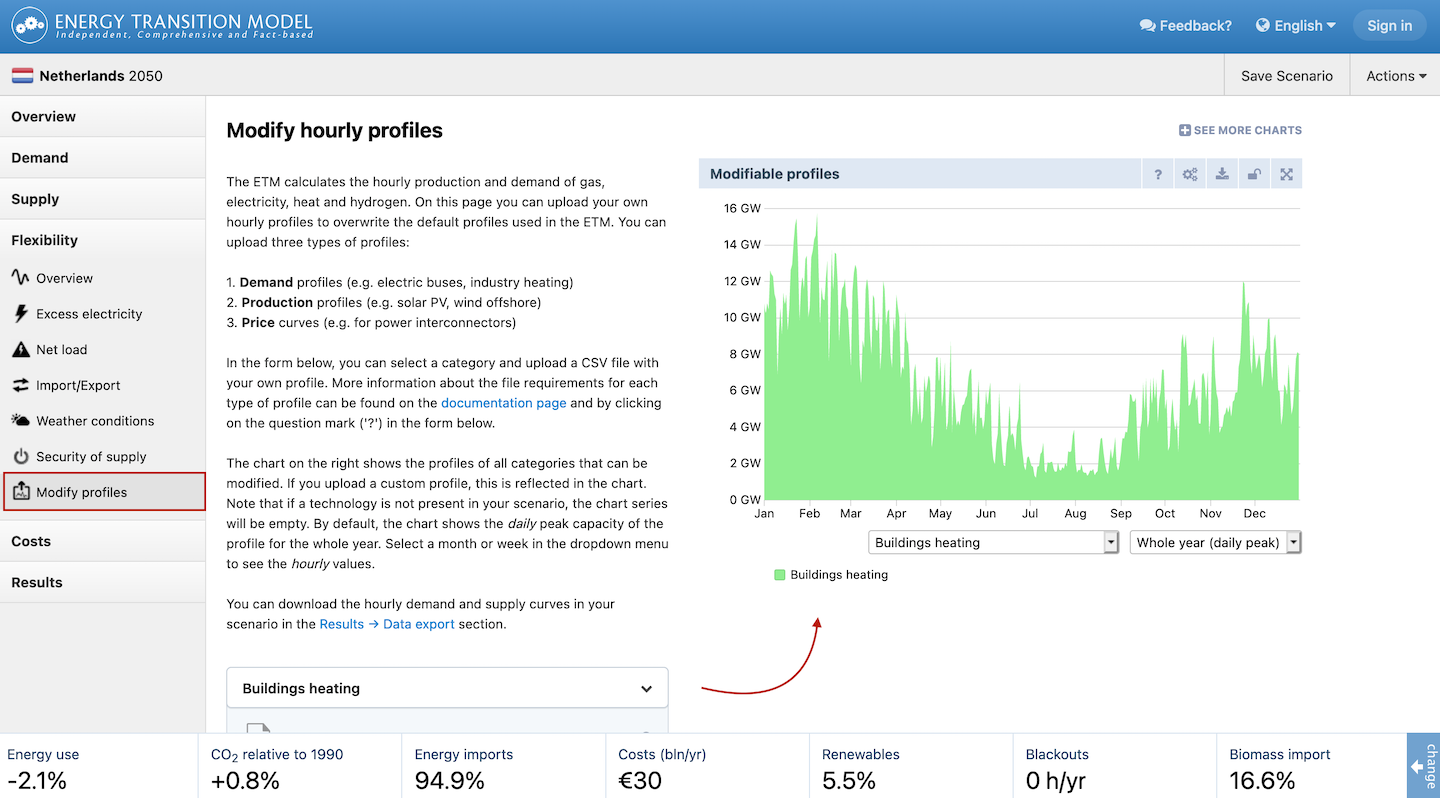 ENERGY TRANSITION MODEL
Independent, Comprehensive and Fact-based
Feedback?
English
Sign in
Netherlands 2050
Save Scenario
Actions
Overview
Demand
Supply
Flexibility
Overview
Excess electricity
Net load
Import/Export
Weather conditions
Security of supply
Modify profiles
Costs
Results
Modify hourly profiles
The ETM calculates the hourly production and demand of gas,
electricity, heat and hydrogen. On this page you can upload your own
hourly profiles to overwrite the default profiles used in the ETM. You can
upload three types of profiles:
1. Demand profiles (e.g. electric buses, industry heating)
2. Production profiles (e.g. solar PV, wind offshore)
3. Price curves (e.g. for power interconnectors)
In the form below, you can select a category and upload a CSV file with
your own profile. More information about the file requirements for each
type of profile can be found on the documentation page and by clicking
on the question mark ('?') in the form below.
The chart on the right shows the profiles of all categories that can be
modified. If you upload a custom profile, this is reflected in the chart.
Note that if a technology is not present in your scenario, the chart series
will be empty. By default, the chart shows the daily peak capacity of the
profile for the whole year. Select a month or week in the dropdown menu
to see the hourly values.
You can download the hourly demand and supply curves in your
scenario in the Results → Data export section.
Buildings heating
SEE MORE CHARTS
Modifiable profiles
?
16 GW
14 GW
12 GW
10 GW
8 GW
6 GW
4 GW
2 GW
0 GW
Jan Feb Mar Apr May Jun Jul Aug Sep Oct Nov Dec
Buildings heating
Whole year (daily peak)
Buildings heating
Energy use
-2.1%
CO2 relative to 1990
+0.8%
Energy imports
94.9%
Costs (bln/yr)
€30
Renewables
5.5%
Blackouts
0 h/yr
Biomass import
16.6%
change